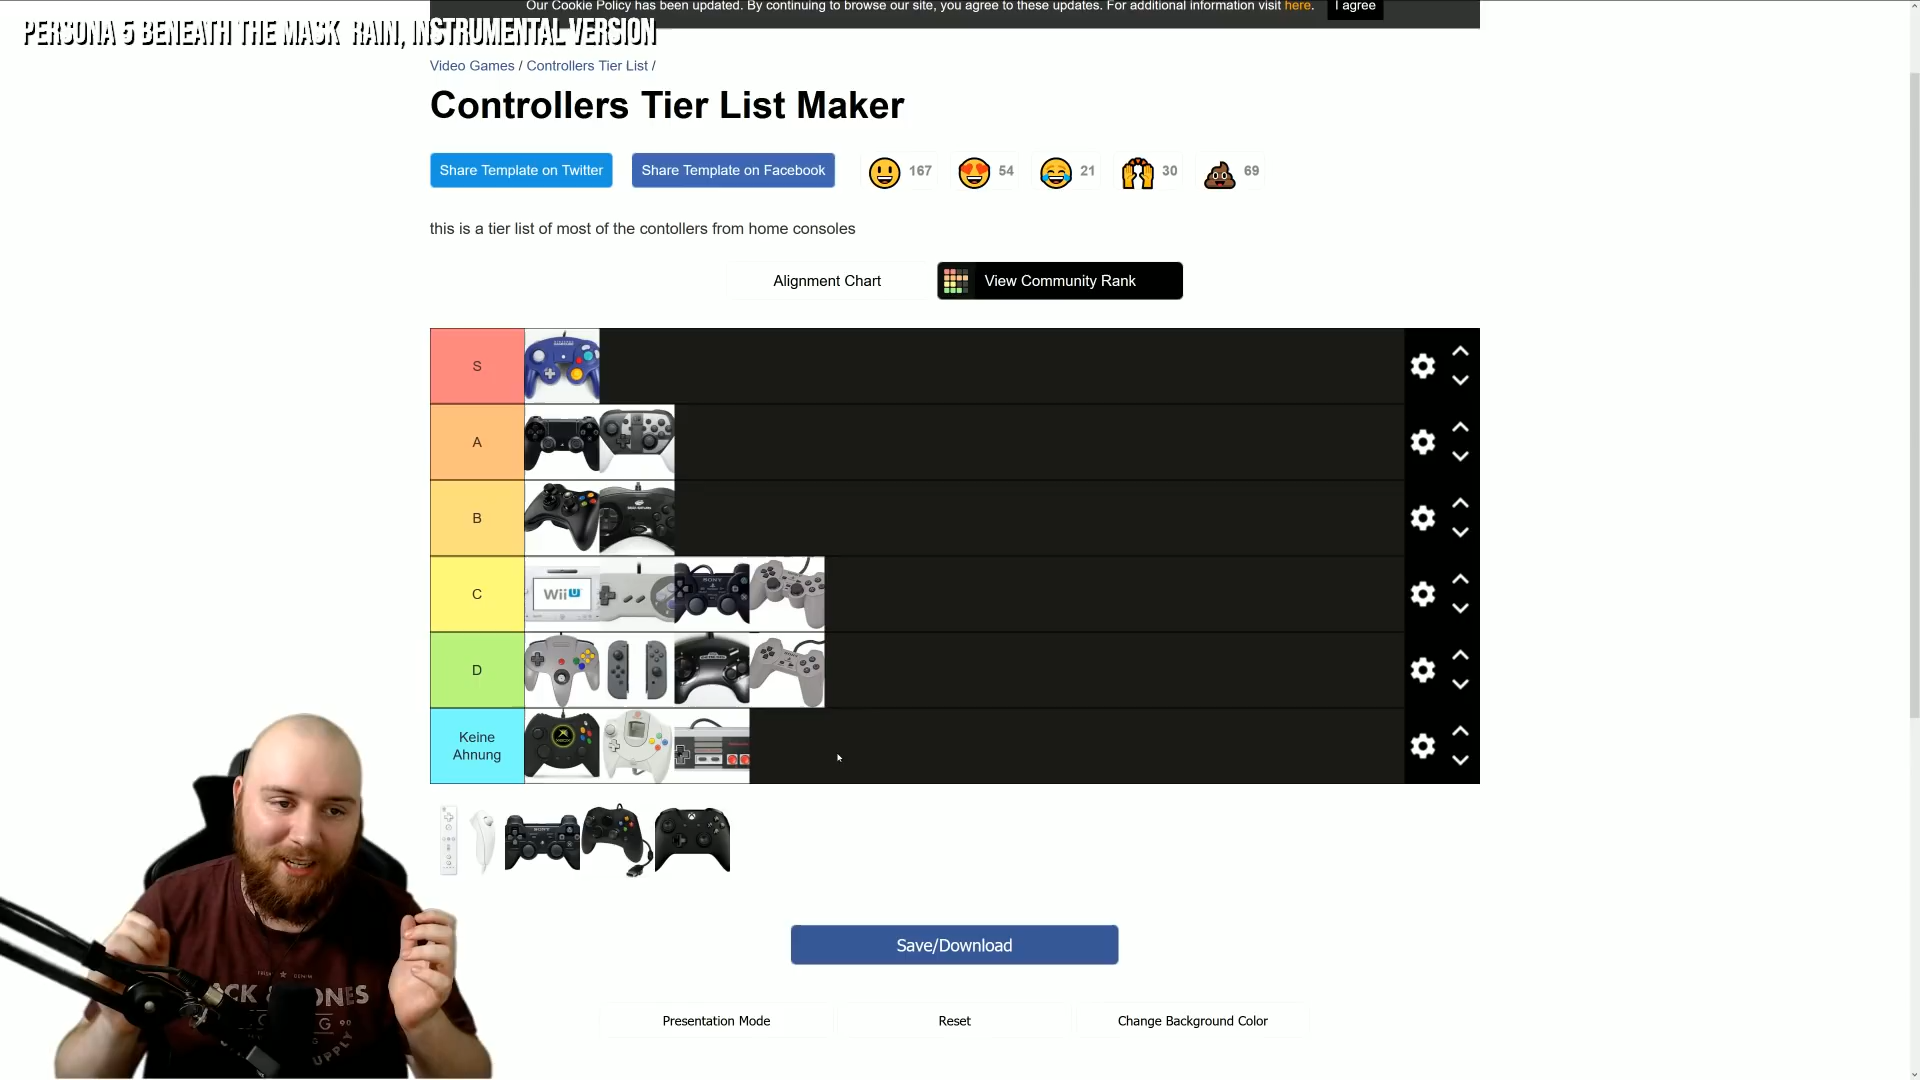 Our Cookie Policy has been updated. By continuing to browse our site, you agree to these updates. For additional information visit here. I agree
PERSONA 5 BENEATH THE MASK RAIN, INSTRUMENTAL VERSION
Video Games / Controllers Tier List /
Controllers Tier List Maker
Share Template on Twitter Share Template on Facebook 167 54 21 30 69
this is a tier list of most of the contollers from home consoles
Alignment Chart View Community Rank
S
A
B
C
Wii U
SONY
D
Keine
Ahnung
XBOX
SONY
Save/Download
Presentation Mode Reset Change Background Color